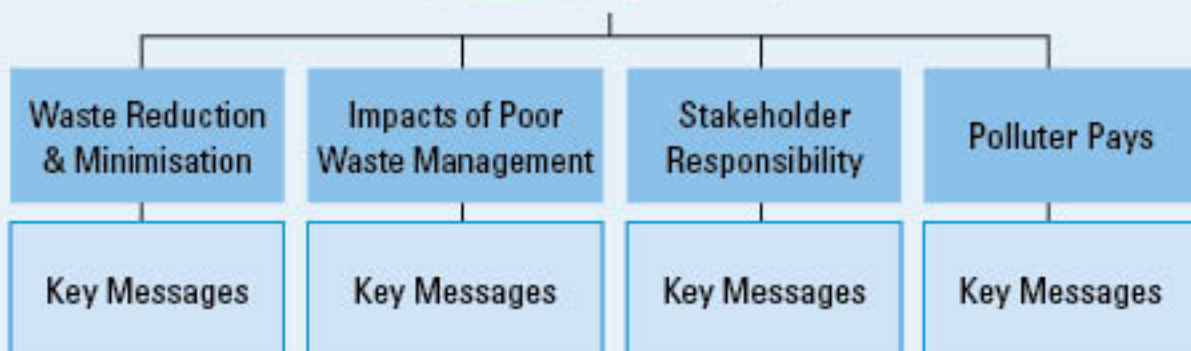 Waste Reduction
& Minimisation
Impacts of Poor
Waste Management
Stakeholder
Responsibility
Polluter Pays
Key Messages
Key Messages
Key Messages
Key Messages